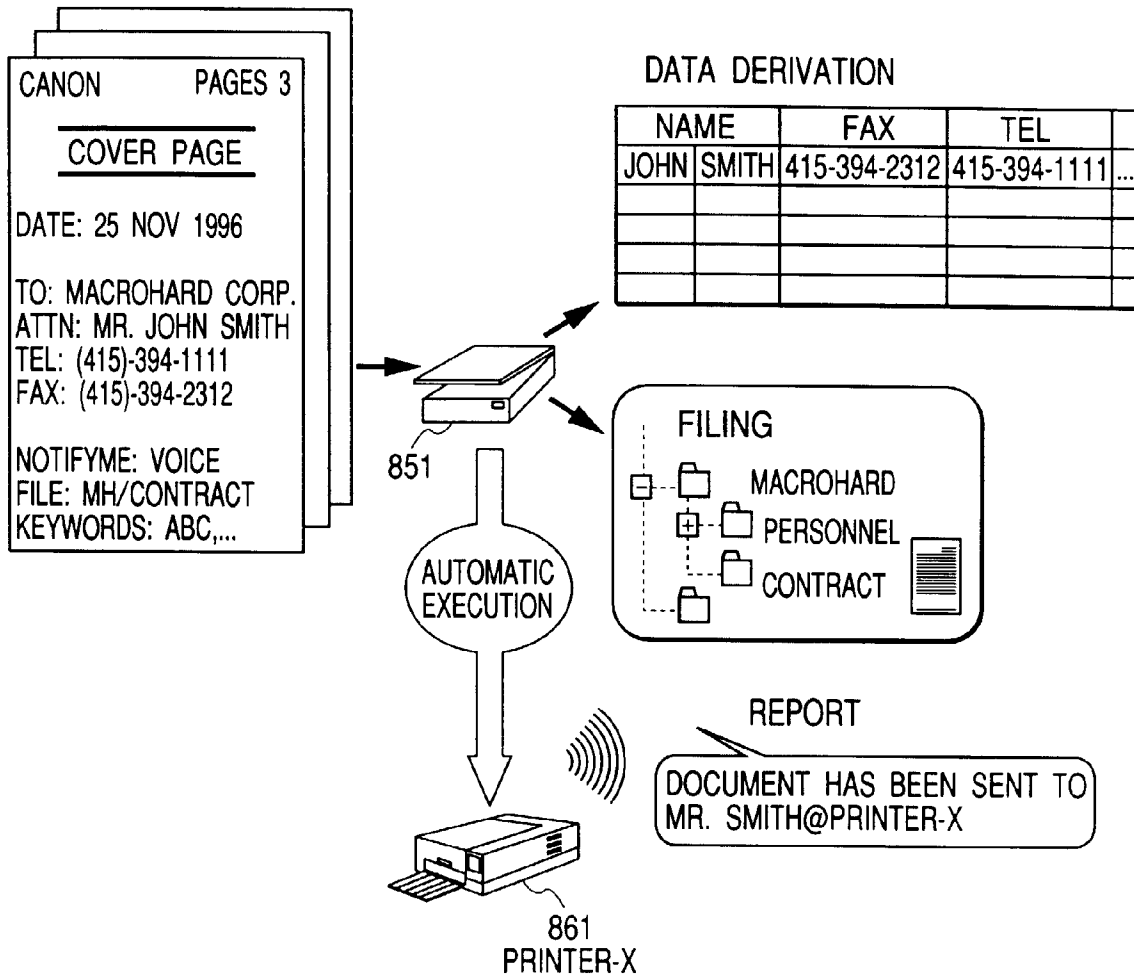 CANON PAGES 3
COVER PAGE
DATE: 25 NOV 1996
TO: MACROHARD CORP.
ATTN: MR. JOHN SMITH
TEL: (415)-394-1111
FAX: (415)-394-2312
NOTIFYME: VOICE
FILE: MH/CONTRACT
KEYWORDS: ABC,...
851
DATA DERIVATION
NAME FAX TEL
JOHN SMITH 415-394-2312 415-394-1111 ...
FILING
MACROHARD
PERSONNEL
CONTRACT
AUTOMATIC
EXECUTION
REPORT
DOCUMENT HAS BEEN SENT TO
MR. SMITH@PRINTER-X
861
PRINTER-X